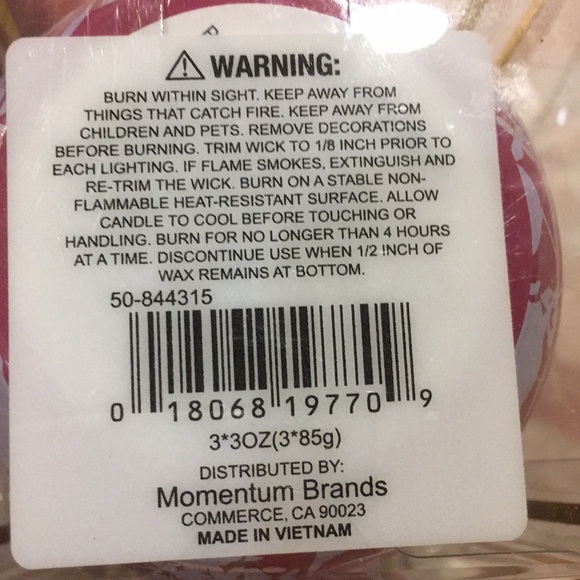 ⚠ WARNING:
BURN WITHIN SIGHT. KEEP AWAY FROM
THINGS THAT CATCH FIRE. KEEP AWAY FROM
CHILDREN AND PETS. REMOVE DECORATIONS
BEFORE BURNING. TRIM WICK TO 1/8 INCH PRIOR TO
EACH LIGHTING. IF FLAME SMOKES, EXTINGUISH AND
RE-TRIM THE WICK. BURN ON A STABLE NON-
FLAMMABLE HEAT-RESISTANT SURFACE. ALLOW
CANDLE TO COOL BEFORE TOUCHING OR
HANDLING. BURN FOR NO LONGER THAN 4 HOURS
AT A TIME. DISCONTINUE USE WHEN 1/2 INCH OF
WAX REMAINS AT BOTTOM.
50-844315
0 18068 19770 9
3*3OZ(3*85g)
DISTRIBUTED BY:
Momentum Brands
COMMERCE, CA 90023
MADE IN VIETNAM